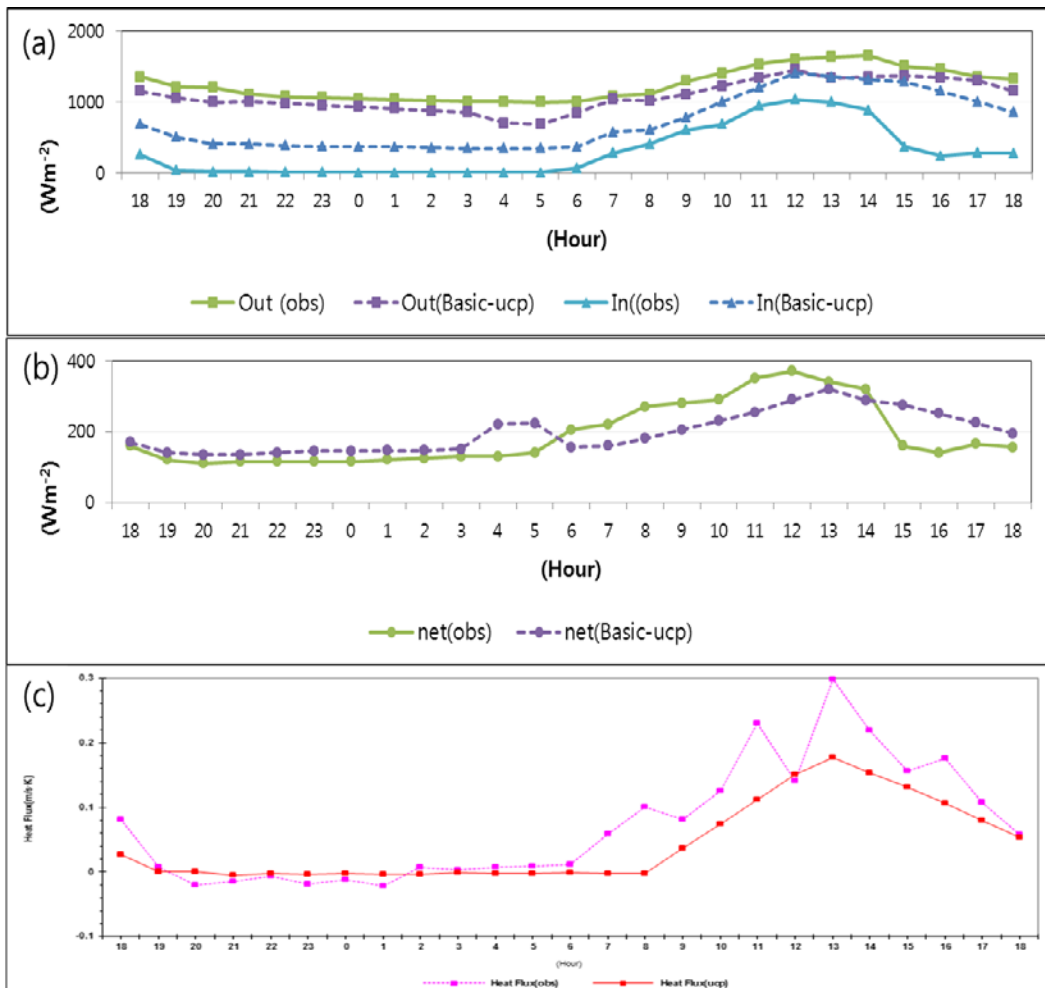 (a)
2000
1000
0
(Wm-2)
18 19 20 21 22 23 0 1 2 3 4 5 6 7 8 9 10 11 12 13 14 15 16 17 18
(Hour)
Out (obs) Out(Basic-ucp) In((obs) In(Basic-ucp)
(b)
400
200
0
(Wm-2)
18 19 20 21 22 23 0 1 2 3 4 5 6 7 8 9 10 11 12 13 14 15 16 17 18
(Hour)
net(obs) net(Basic-ucp)
(c)
0.3
0.2
0.1
0
-0.1
Heat Flux(m/s K)
18 19 20 21 22 23 0 1 2 3 4 5 6 7 8 9 10 11 12 13 14 15 16 17 18
(Hour)
Heat Flux(obs) Heat Flux(ucp)